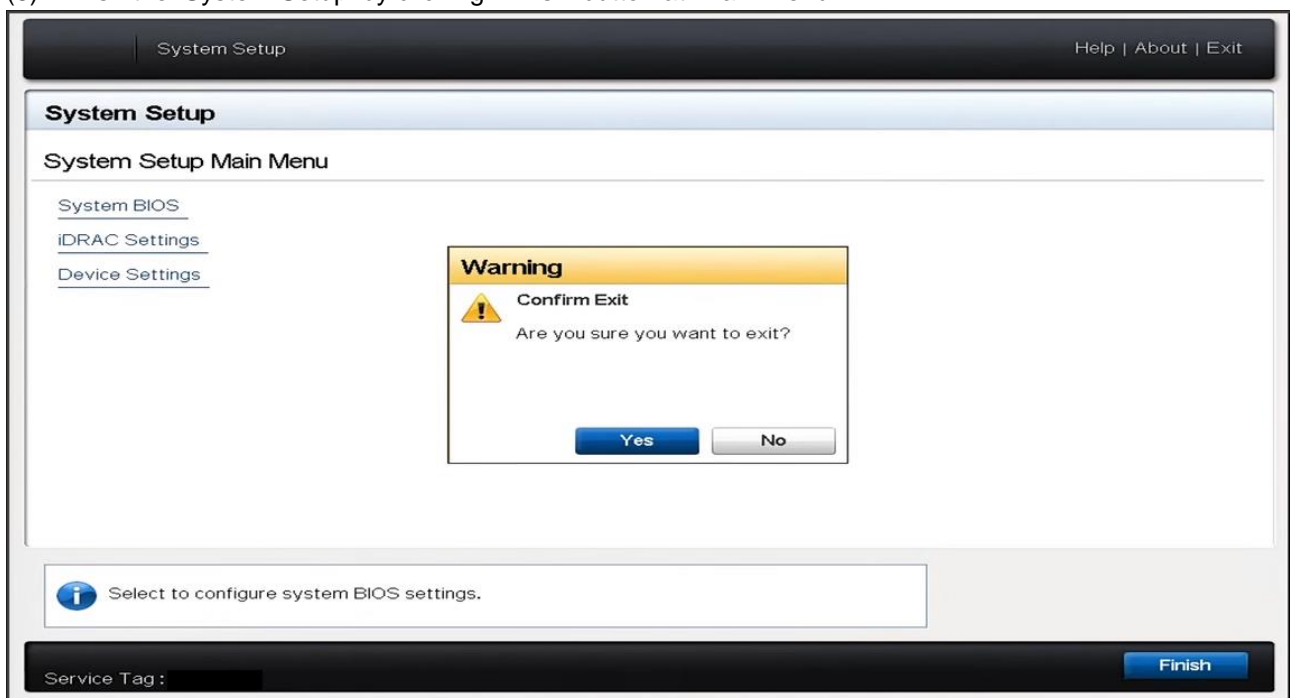 System Setup
Help | About | Exit
System Setup
System Setup Main Menu
System BIOS
iDRAC Settings
Device Settings
Warning
Confirm Exit
Are you sure you want to exit?
Yes No
Select to configure system BIOS settings.
Service Tag :
Finish